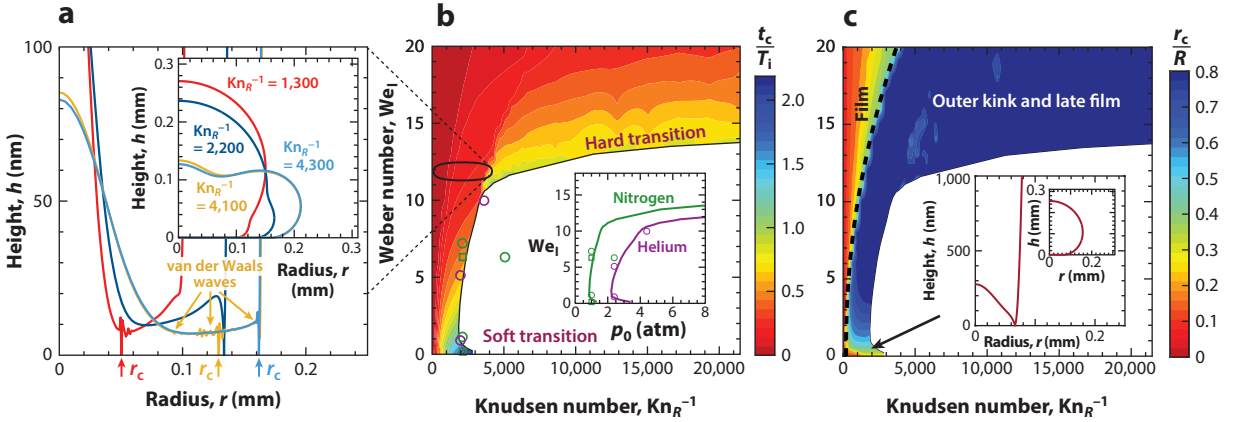 a
Height, h (nm)
100
50
0
0
0.1
0.2
Radius, r (mm)
Height, h (mm)
0.3
0.2
0.1
0
0
0.1
0.2
0.3
Radius, r
(mm)
Kn_R^−1 = 1,300
Kn_R^−1
= 2,200
Kn_R^−1
= 4,300
Kn_R^−1
= 4,100
van der Waals
waves
r_c
r_c
r_c
b
Weber number, We_l
20
15
10
5
0
0
5,000
10,000
15,000
20,000
Knudsen number, Kn_R^−1
Hard transition
Soft transition
We_l
15
10
5
0
0
2
4
6
8
p_0 (atm)
Nitrogen
Helium
t_c
T_i
2.0
1.5
1.0
0.5
0
c
20
15
10
5
0
0
5,000
10,000
15,000
20,000
Knudsen number, Kn_R^−1
Film
Outer kink and late film
Height, h (nm)
1,000
500
0
0
0.1
0.2
Radius, r (mm)
h (mm)
0.3
0
0
0.2
r (mm)
r_c
R
0.8
0.7
0.6
0.5
0.4
0.3
0.2
0.1
0